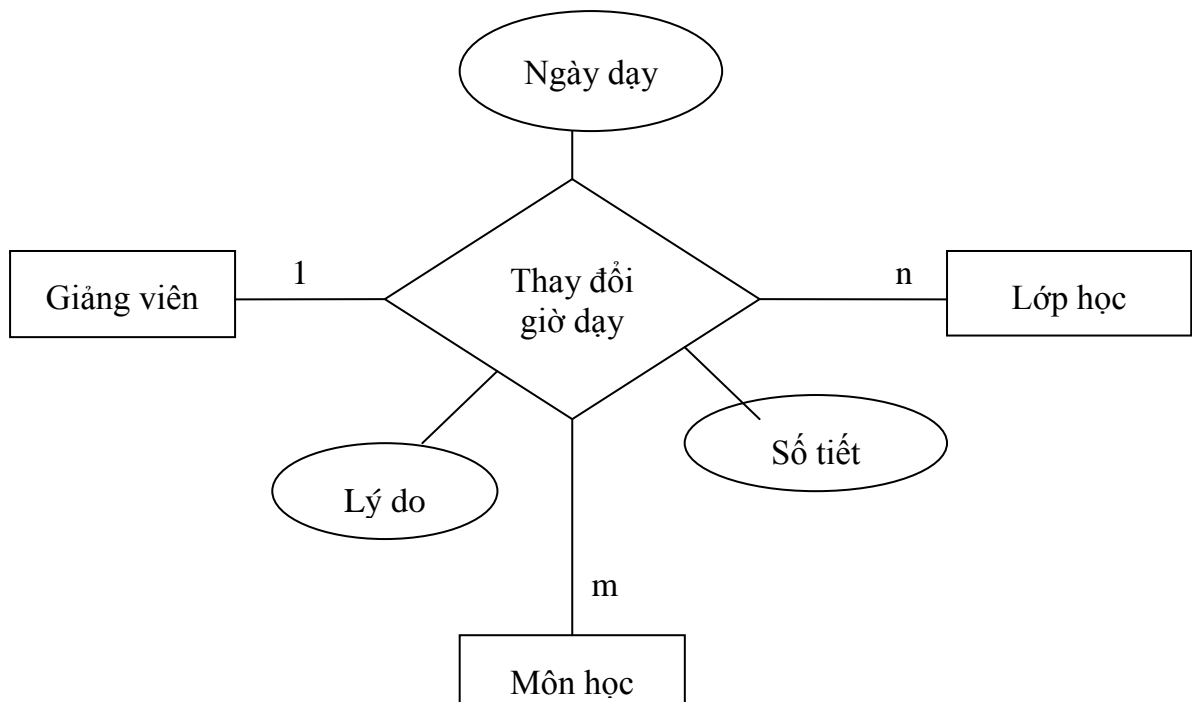 Ngày dạy
Giảng viên
1
Thay đổi
giờ dạy
n
Lớp học
Lý do
Số tiết
m
Môn học